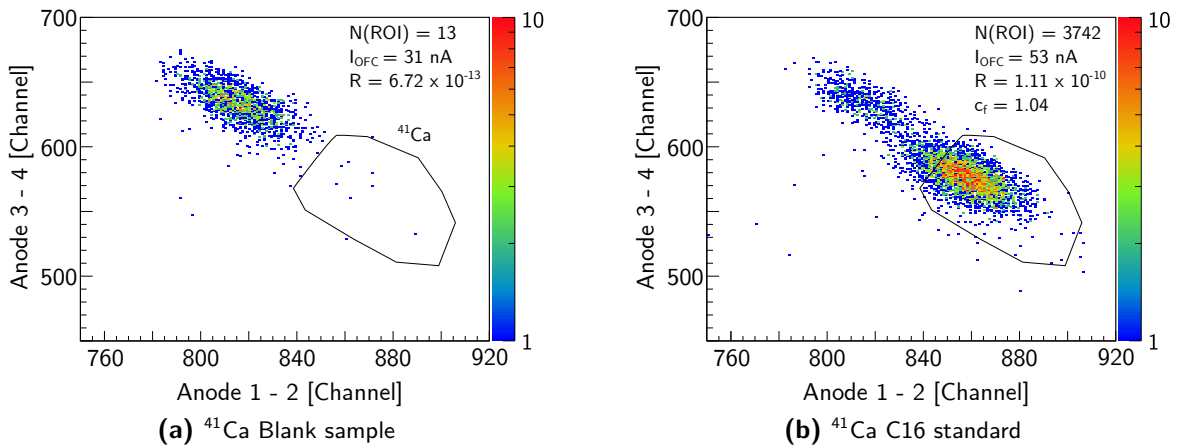 700
600
500
Anode 3 - 4 [Channel]
N(ROI) = 13
I_OFC = 31 nA
R = 6.72 x 10^-13
⁴¹Ca
10
1
760 800 840 880 920
Anode 1 - 2 [Channel]
(a) ⁴¹Ca Blank sample
700
600
500
Anode 3 - 4 [Channel]
N(ROI) = 3742
I_OFC = 53 nA
R = 1.11 x 10^-10
c_f = 1.04
10
1
760 800 840 880 920
Anode 1 - 2 [Channel]
(b) ⁴¹Ca C16 standard